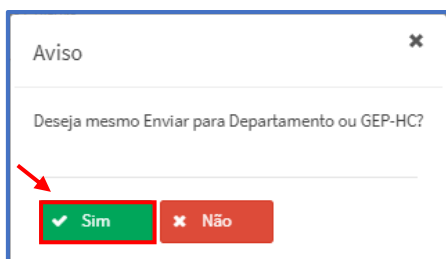 Aviso
Deseja mesmo Enviar para Departamento ou GEP-HC?
Sim
Não